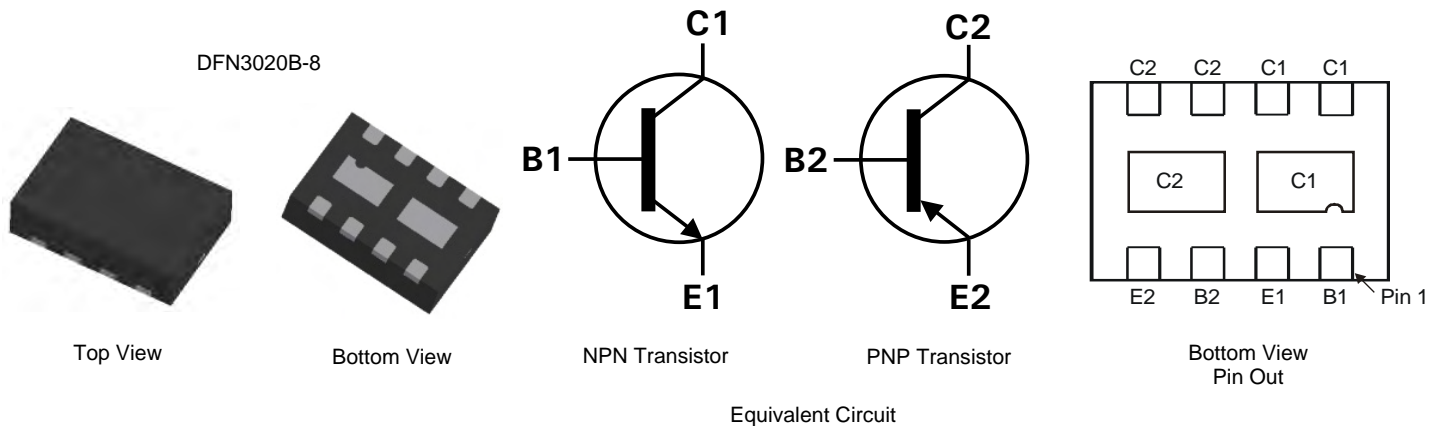 DFN3020B-8
Top View
Bottom View
C1
B1
E1
NPN Transistor
C2
B2
E2
PNP Transistor
Equivalent Circuit
C2 C2 C1 C1
C2 C1
E2 B2 E1 B1 Pin 1
Bottom View
Pin Out